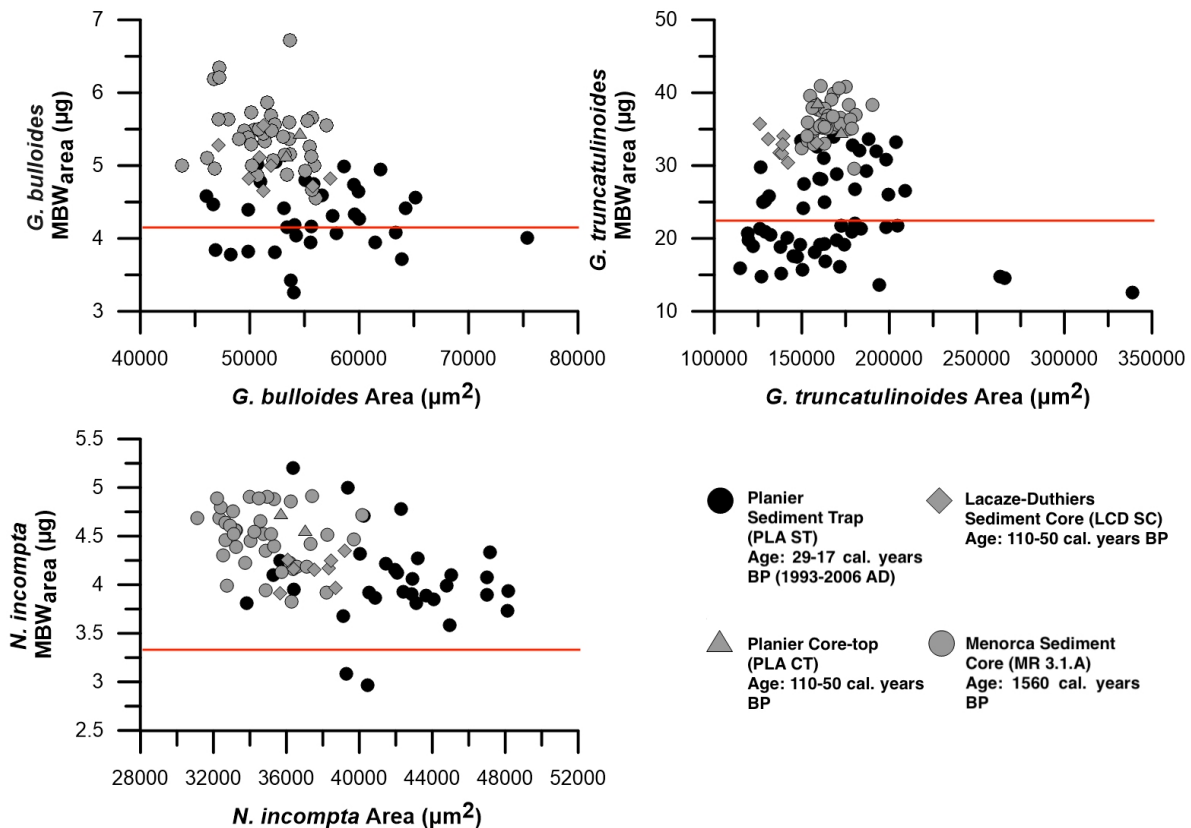 7
6
5
4
3
G. bulloides
MBWarea (µg)
40000 50000 60000 70000 80000
G. bulloides Area (µm2)
50
40
30
20
10
G. truncatulinoides
MBWarea (µg)
100000 150000 200000 250000 300000 350000
G. truncatulinoides Area (µm2)
5.5
5
4.5
4
3.5
3
2.5
N. incompta
MBWarea (µg)
28000 32000 36000 40000 44000 48000 52000
N. incompta Area (µm2)
Planier
Sediment Trap
(PLA ST)
Age: 29-17 cal. years
BP (1993-2006 AD)
Lacaze-Duthiers
Sediment Core (LCD SC)
Age: 110-50 cal. years BP
Planier Core-top
(PLA CT)
Age: 110-50 cal. years
BP
Menorca Sediment
Core (MR 3.1.A)
Age: 1560 cal. years
BP